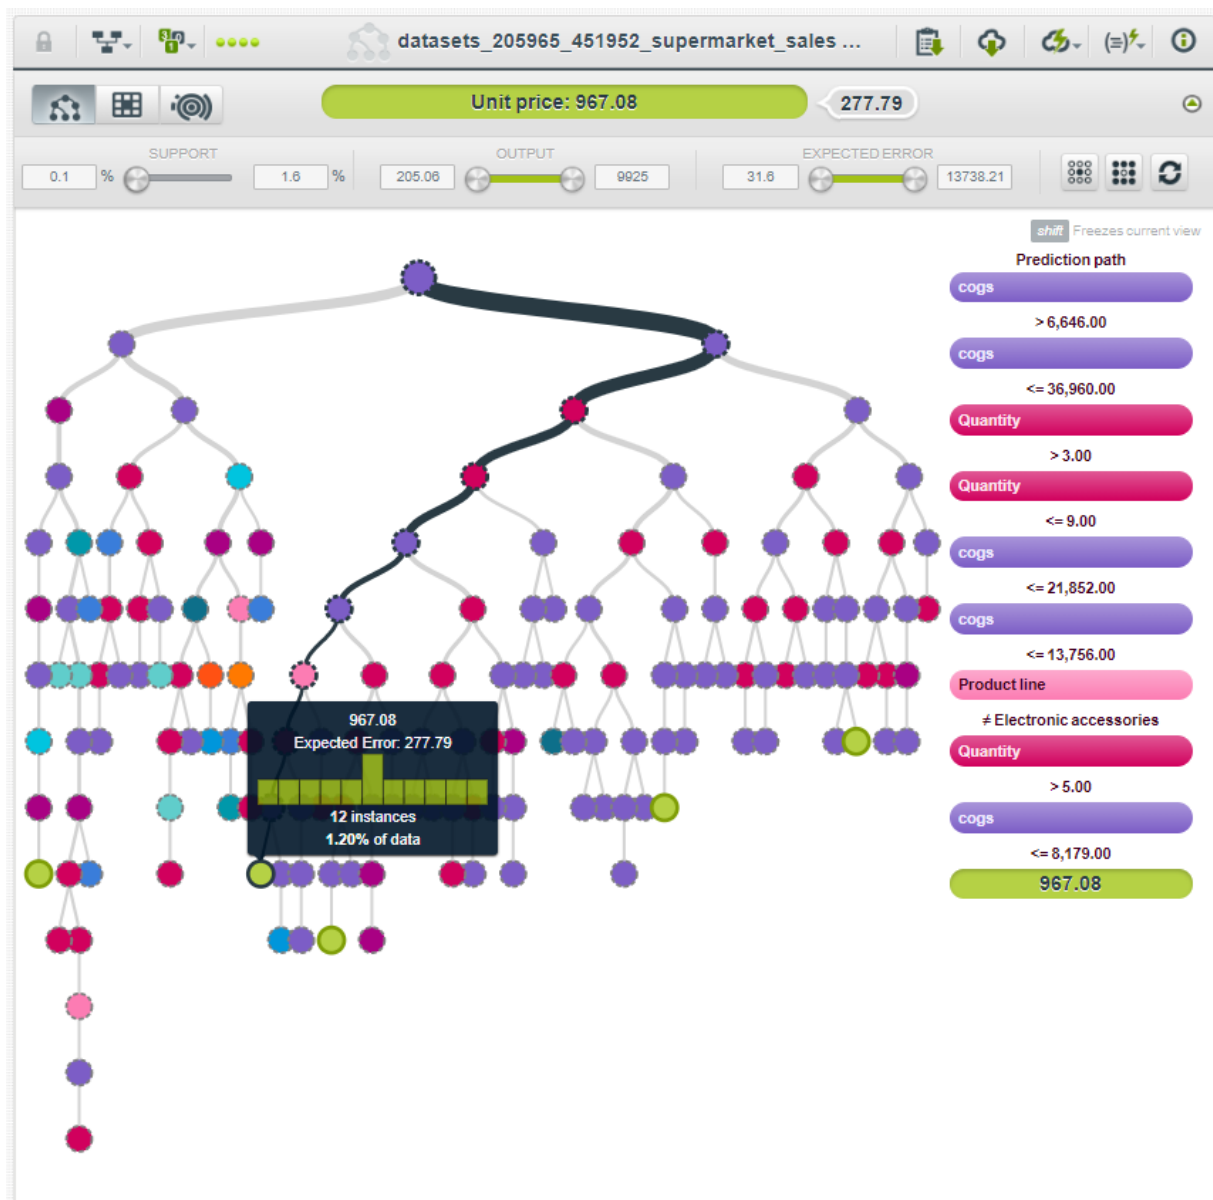 datasets_205965_451952_supermarket_sales ...
Unit price: 967.08
277.79
SUPPORT
OUTPUT
EXPECTED ERROR
0.1 %
1.6 %
205.06
9925
31.6
13738.21
shift Freezes current view
Prediction path
cogs
> 6,646.00
cogs
<= 36,960.00
Quantity
> 3.00
Quantity
<= 9.00
cogs
<= 21,852.00
cogs
<= 13,756.00
Product line
≠ Electronic accessories
Quantity
> 5.00
cogs
<= 8,179.00
967.08
967.08
Expected Error: 277.79
12 instances
1.20% of data